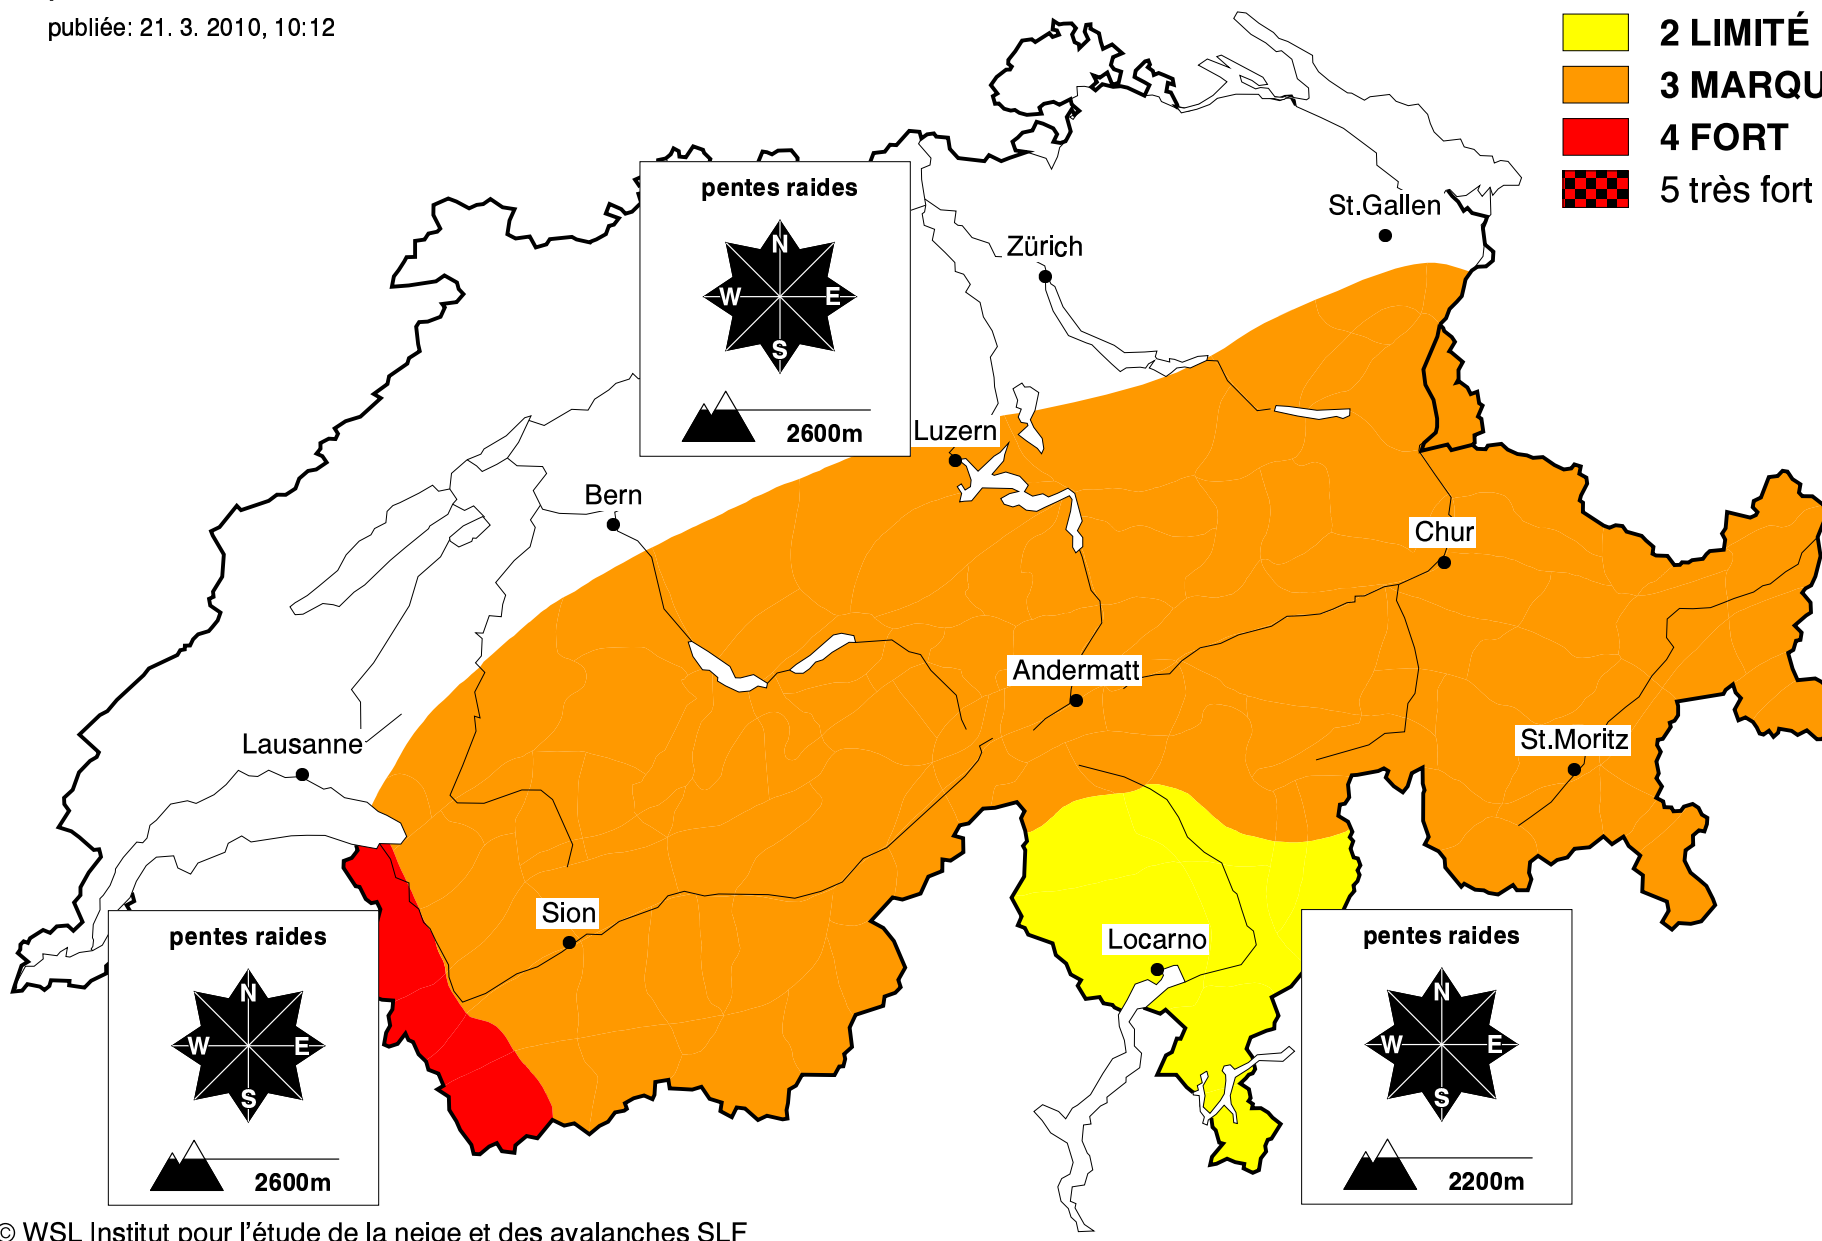 publiée: 21. 3. 2010, 10:12
2 LIMITÉ
3 MARQU
4 FORT
5 très fort
pentes raides
N
W E
S
2600m
St.Gallen
Zürich
Luzern
Bern
Chur
Andermatt
St.Moritz
Lausanne
Sion
Locarno
pentes raides
N
W E
S
2600m
pentes raides
N
W E
S
2200m
© WSL Institut pour l'étude de la neige et des avalanches SLF